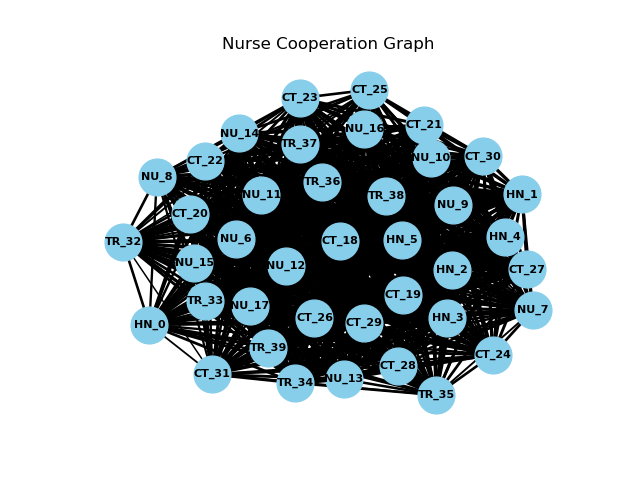 Nurse Cooperation Graph
CT_25
CT_23
CT_21
NU_16
NU_14
TR_37
CT_30
NU_10
CT_22
NU_8
TR_36
HN_1
NU_11
TR_38
NU_9
CT_20
HN_4
NU_6
HN_5
CT_18
TR_32
NU_15
NU_12
CT_27
HN_2
CT_19
TR_33
NU_17
NU_7
CT_26
HN_3
CT_29
HN_0
TR_39
CT_24
CT_28
CT_31
NU_13
TR_34
TR_35